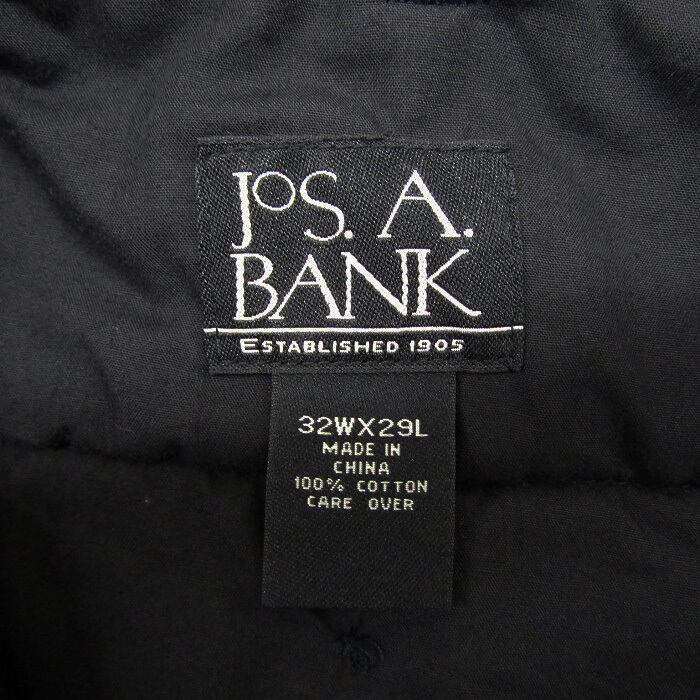 JOS. A.
BANK
ESTABLISHED 1905
32WX29L
MADE IN
CHINA
100% COTTON
CARE OVER